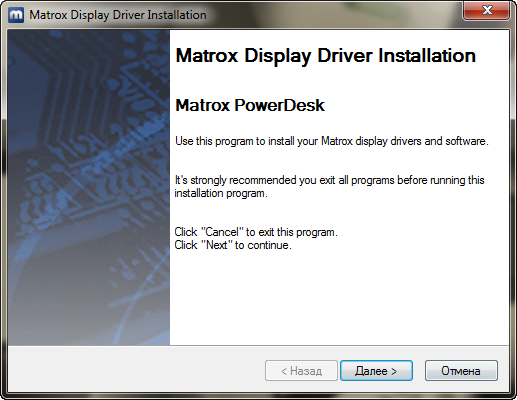 Matrox Display Driver Installation
Matrox Display Driver Installation
Matrox PowerDesk
Use this program to install your Matrox display drivers and software.
It's strongly recommended you exit all programs before running this
installation program.
Click "Cancel" to exit this program.
Click "Next" to continue.
< Назад
Далее >
Отмена